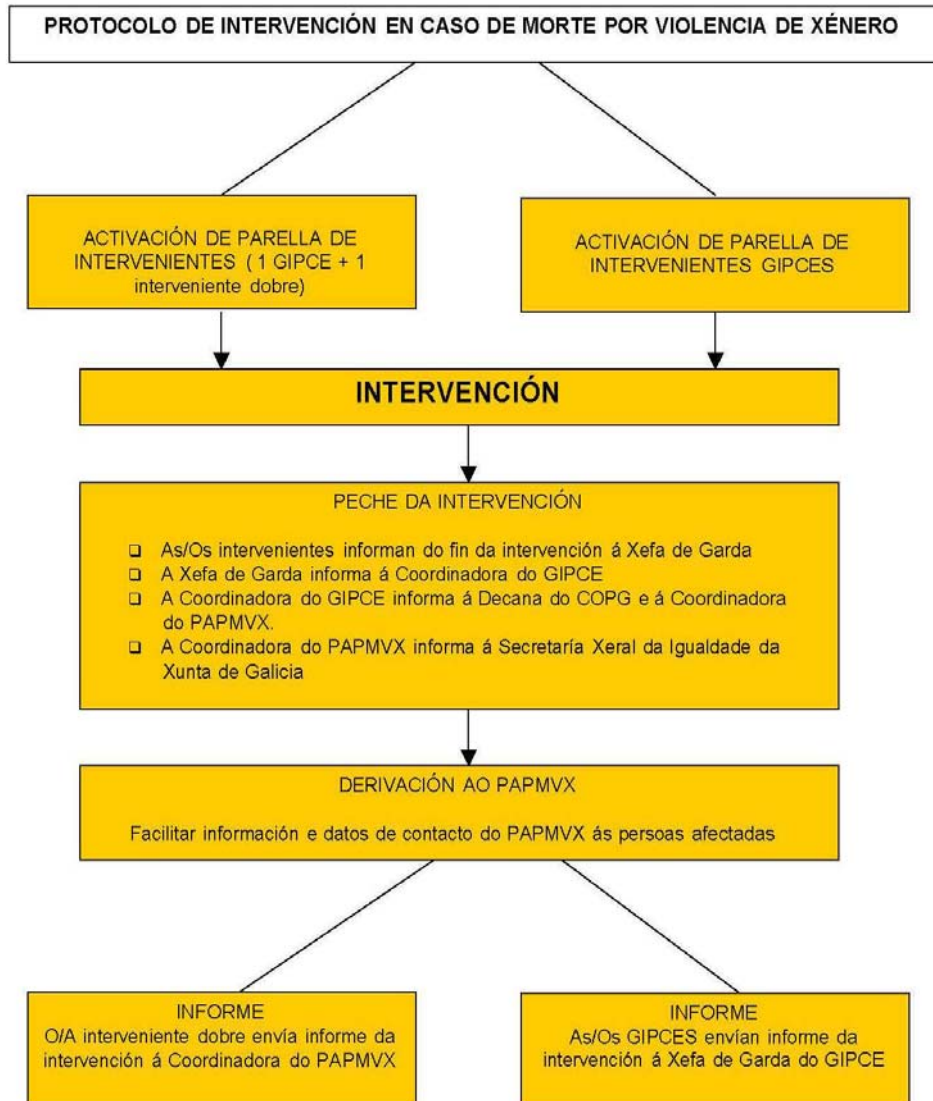 PROTOCOLO DE INTERVENCIÓN EN CASO DE MORTE POR VIOLENCIA DE XÉNERO
ACTIVACIÓN DE PARELLA DE
INTERVENIENTES ( 1 GIPCE + 1
interveniente dobre)
ACTIVACIÓN DE PARELLA DE
INTERVENIENTES GIPCES
INTERVENCIÓN
PECHE DA INTERVENCIÓN
❑ As/Os intervenientes informan do fin da intervención á Xefa de Garda
❑ A Xefa de Garda informa á Coordinadora do GIPCE
❑ A Coordinadora do GIPCE informa á Decana do COPG e á Coordinadora
do PAPMVX.
❑ A Coordinadora do PAPMVX informa á Secretaría Xeral da Igualdade da
Xunta de Galicia
DERIVACIÓN AO PAPMVX
Facilitar información e datos de contacto do PAPMVX ás persoas afectadas
INFORME
O/A interveniente dobre envía informe da
intervención á Coordinadora do PAPMVX
INFORME
As/Os GIPCES envían informe da
intervención á Xefa de Garda do GIPCE